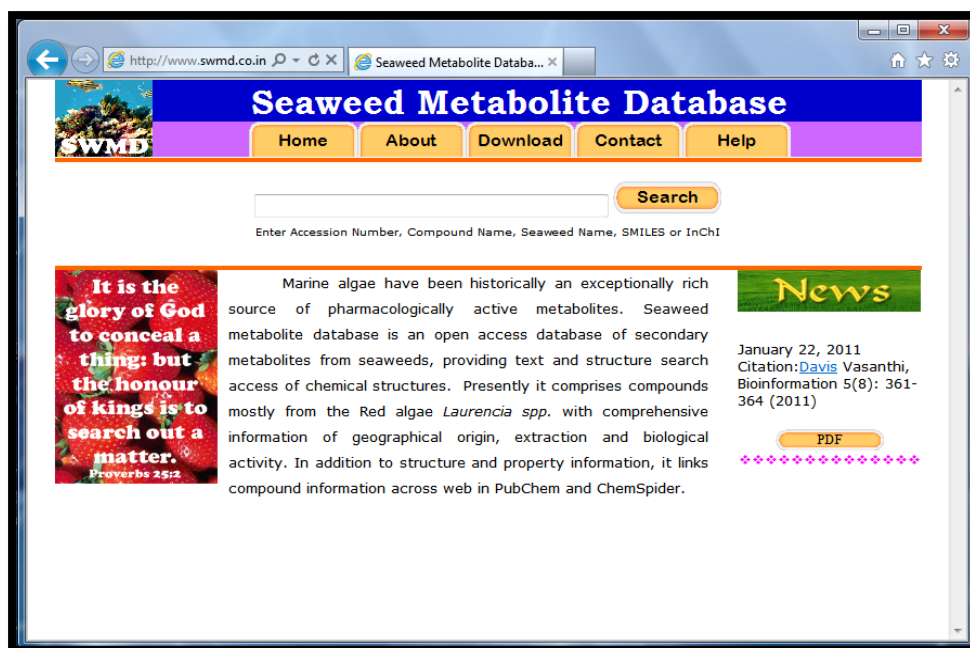 http://www.swmd.co.in
Seaweed Metabolite Databa...
Seaweed Metabolite Database
SWMD
Home About Download Contact Help
Search
Enter Accession Number, Compound Name, Seaweed Name, SMILES or InChI
It is the
glory of God
to conceal a
thing: but
the honour
of kings is to
search out a
matter.
Proverbs 25:2
Marine algae have been historically an exceptionally rich
source of pharmacologically active metabolites. Seaweed
metabolite database is an open access database of secondary
metabolites from seaweeds, providing text and structure search
access of chemical structures. Presently it comprises compounds
mostly from the Red algae Laurencia spp. with comprehensive
information of geographical origin, extraction and biological
activity. In addition to structure and property information, it links
compound information across web in PubChem and ChemSpider.
News
January 22, 2011
Citation:Davis Vasanthi,
Bioinformation 5(8): 361-
364 (2011)
PDF